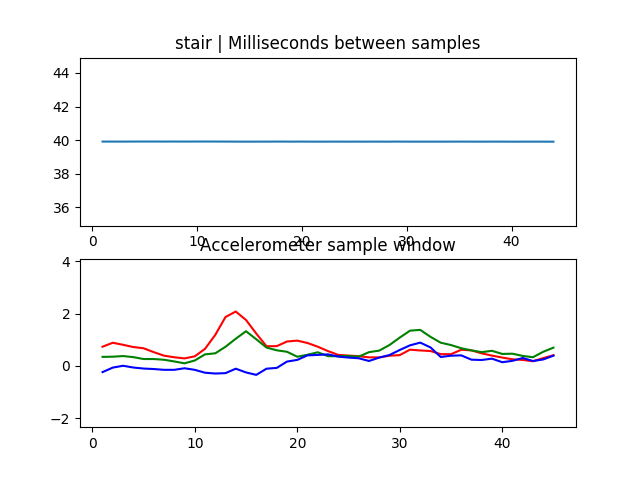 stair | Milliseconds between samples
44
42
40
38
36
0 10 20 30 40
Accelerometer sample window
4
2
0
−2
0 10 20 30 40